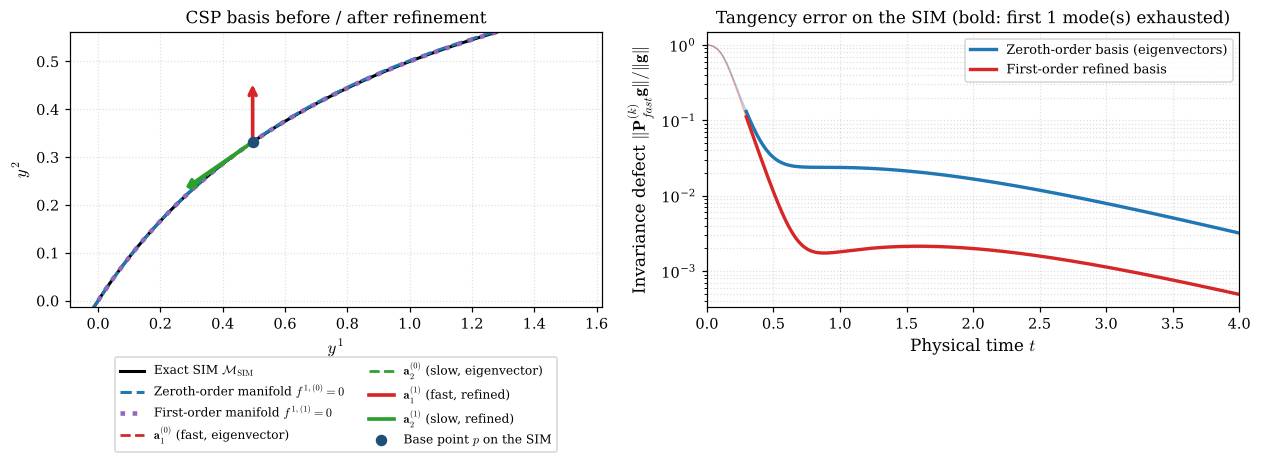 CSP basis before / after refinement
0.5
0.4
0.3
0.2
0.1
0.0
y²
0.0 0.2 0.4 0.6 0.8 1.0 1.2 1.4 1.6
y¹
Exact SIM ℳ_SIM
Zeroth-order manifold f^{1,(0)} = 0
First-order manifold f^{1,(1)} = 0
a₁^{(0)} (fast, eigenvector)
a₂^{(0)} (slow, eigenvector)
a₁^{(1)} (fast, refined)
a₂^{(1)} (slow, refined)
Base point p on the SIM
Tangency error on the SIM (bold: first 1 mode(s) exhausted)
Zeroth-order basis (eigenvectors)
First-order refined basis
10⁰
10⁻¹
10⁻²
10⁻³
Invariance defect ||P_{fast}^{(k)} g||/||g||
0.0 0.5 1.0 1.5 2.0 2.5 3.0 3.5 4.0
Physical time t